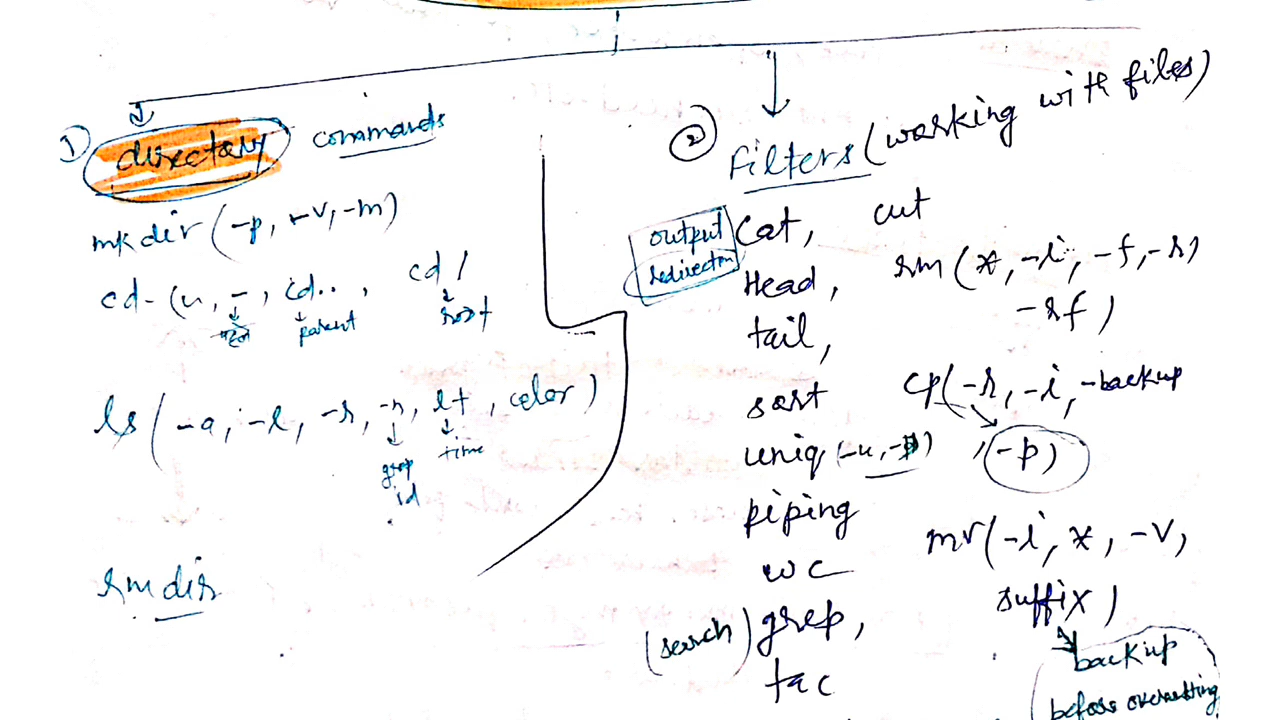 1) directory commands
mkdir (-p, -v, -m)
cd - (u, -, cd.., cd /
parent
root
ls (-a, -l, -r, -n, lt, color)
grop id
time
rmdir
2 Filters (working with files)
output redirection
cat, cut
Head,
tail,
sort
uniq (-u, -D)
piping
wc
(search) grep,
tac
rm (*, -i, -f, -r)
-rf)
cp (-r, -i, -backup
, (-p)
mv (-i, *, -v,
suffix)
backup
before overwriting